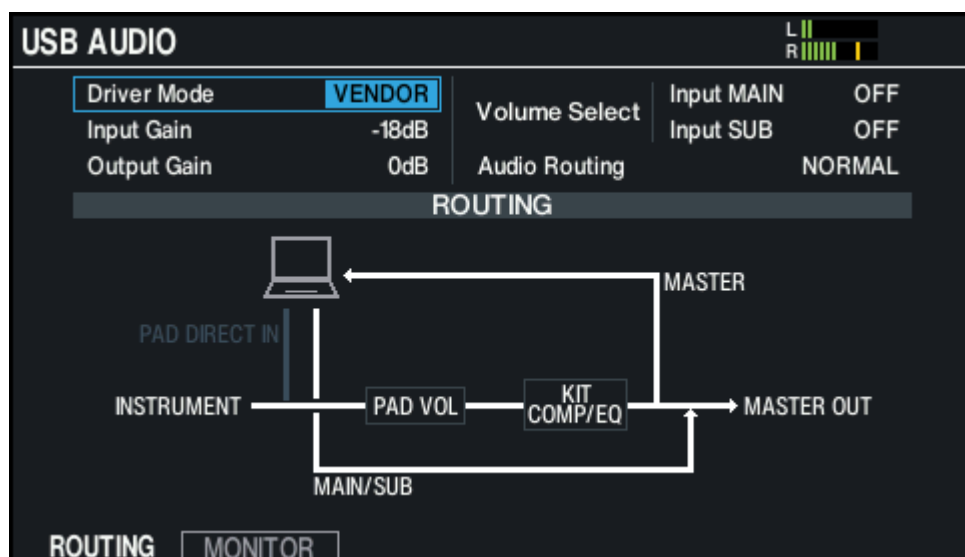 USB AUDIO
L
R
Driver Mode VENDOR
Input Gain -18dB
Output Gain 0dB
Volume Select
Input MAIN OFF
Input SUB OFF
Audio Routing NORMAL
ROUTING
MASTER
PAD DIRECT IN
INSTRUMENT
PAD VOL
KIT
COMP/EQ
MASTER OUT
MAIN/SUB
ROUTING MONITOR